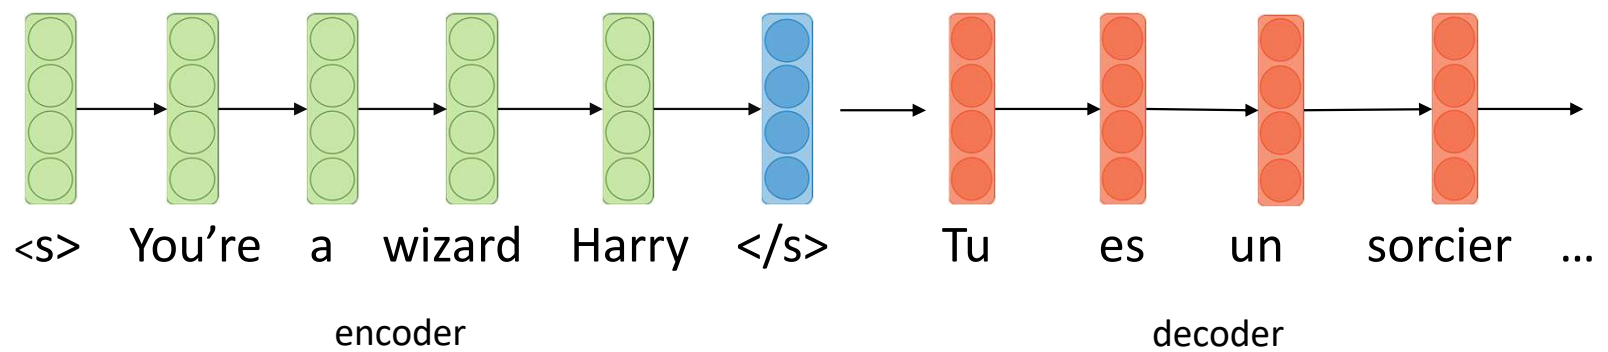 <s> You're a wizard Harry </s> Tu es un sorcier ...
encoder decoder